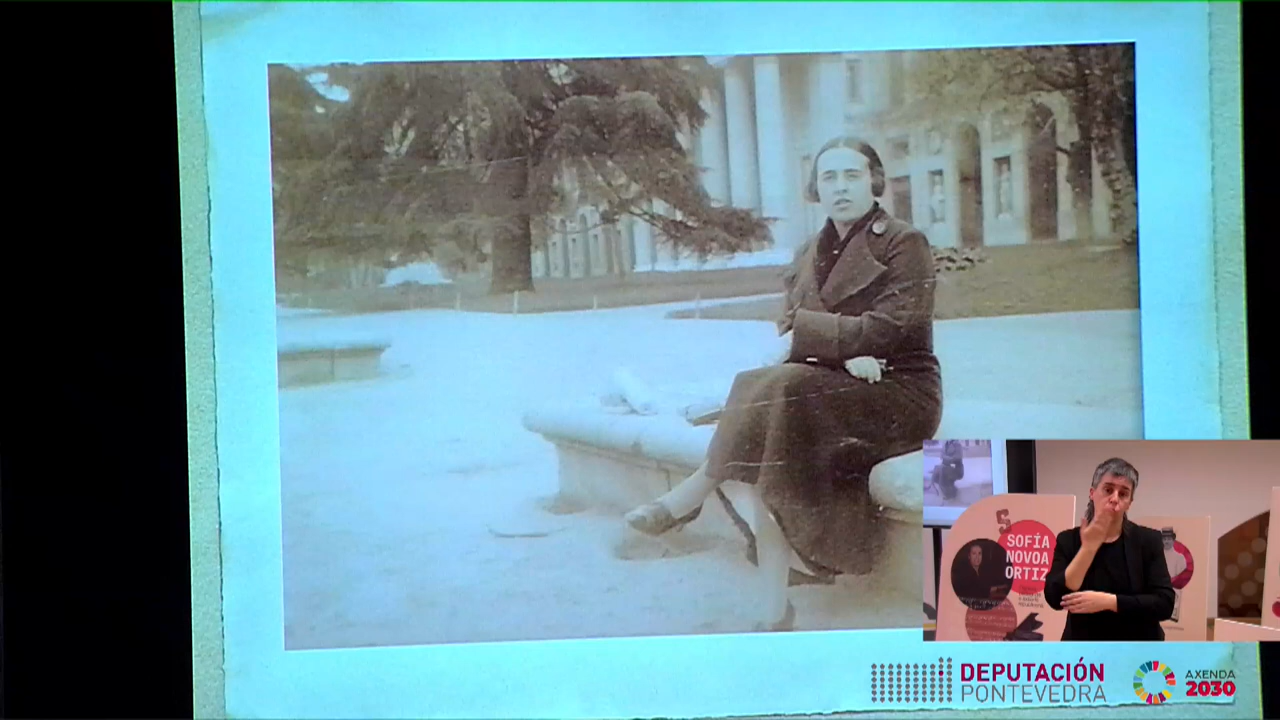 SOFÍA
NOVOA
ORTIZ
DEPUTACIÓN
PONTEVEDRA
AXENDA
2030